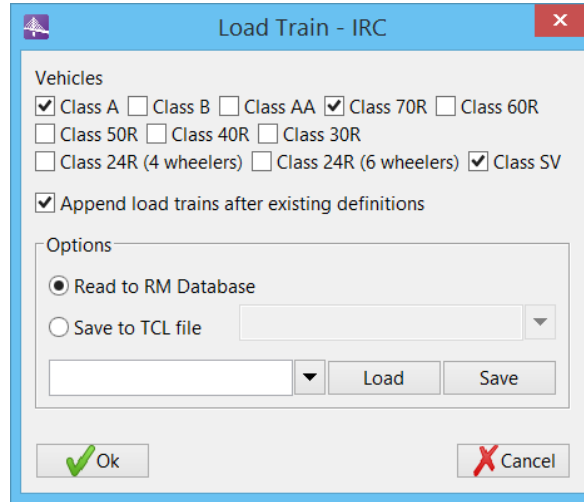 Load Train - IRC
x
Vehicles
Class A Class B Class AA Class 70R Class 60R
Class 50R Class 40R Class 30R
Class 24R (4 wheelers) Class 24R (6 wheelers) Class SV
Append load trains after existing definitions
Options
Read to RM Database
Save to TCL file
Load Save
Ok Cancel